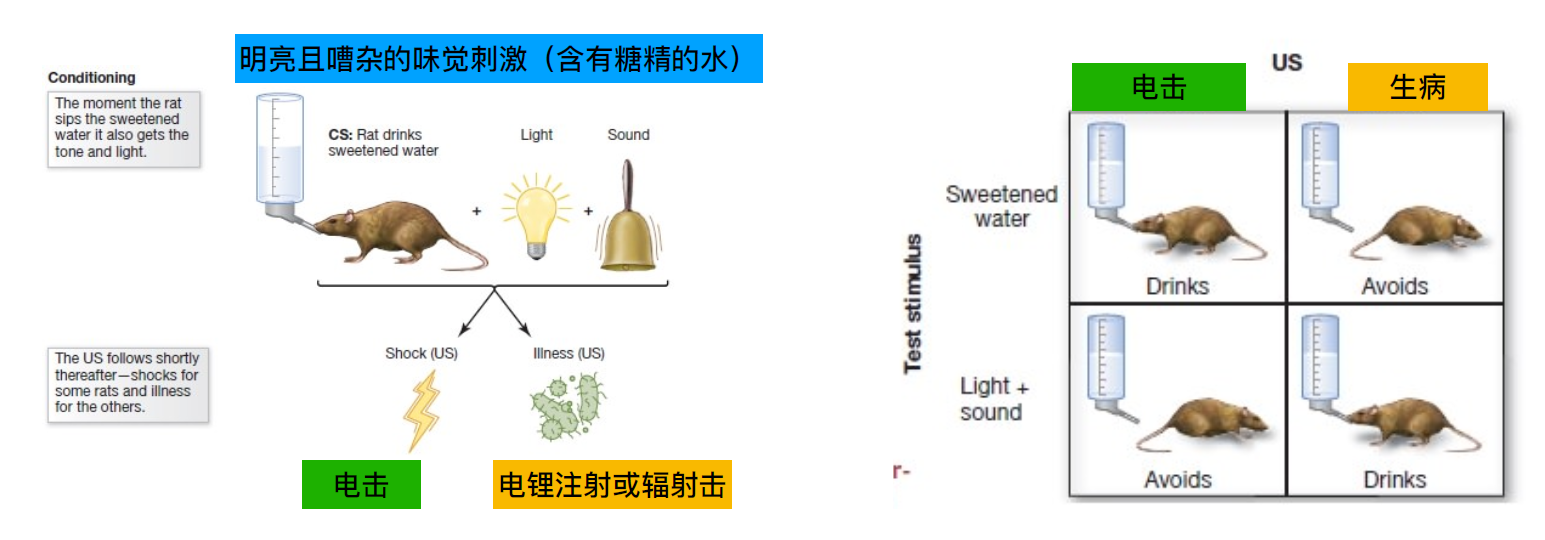 明亮且嘈杂的味觉刺激（含有糖精的水）
Conditioning
The moment the rat
sips the sweetened
water it also gets the
tone and light.
CS: Rat drinks
sweetened water
Light
Sound
+
+
The US follows shortly
thereafter—shocks for
some rats and illness
for the others.
Shock (US)
Illness (US)
电击
电锂注射或辐射击
US
电击
生病
Test stimulus
Sweetened
water
Drinks
Avoids
Light +
sound
Avoids
Drinks
r-